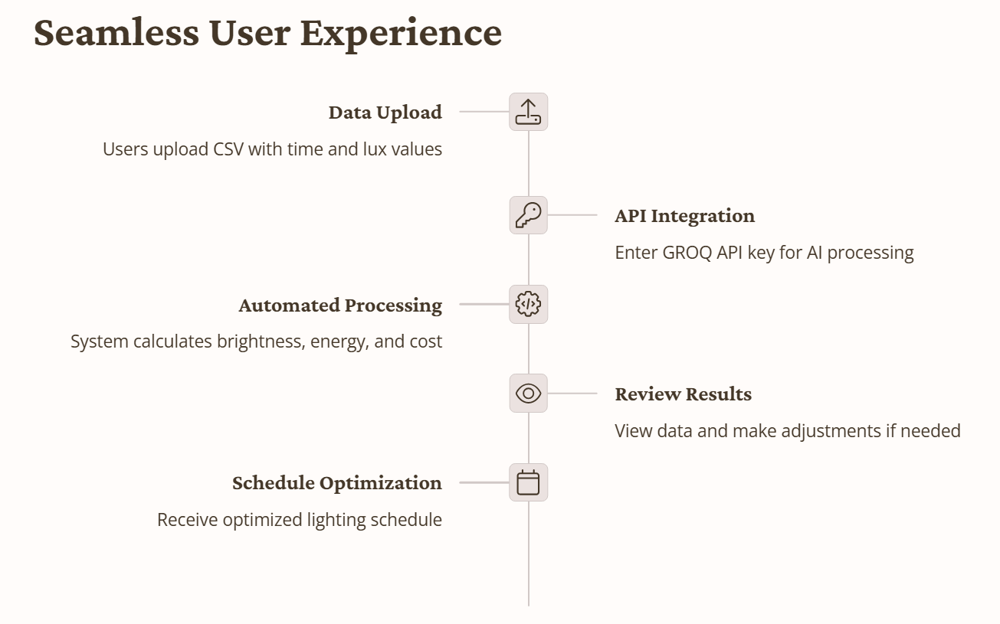 Seamless User Experience
Data Upload
Users upload CSV with time and lux values
API Integration
Enter GROQ API key for AI processing
Automated Processing
System calculates brightness, energy, and cost
Review Results
View data and make adjustments if needed
Schedule Optimization
Receive optimized lighting schedule